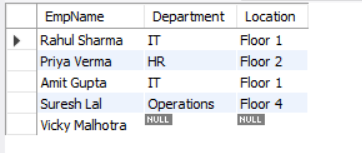 EmpName Department Location
Rahul Sharma IT Floor 1
Priya Verma HR Floor 2
Amit Gupta IT Floor 1
Suresh Lal Operations Floor 4
Vicky Malhotra NULL NULL